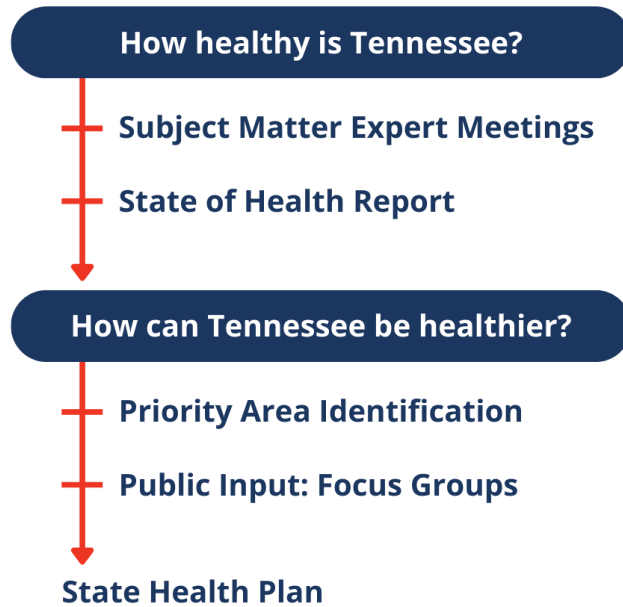 How healthy is Tennessee?
Subject Matter Expert Meetings
State of Health Report
How can Tennessee be healthier?
Priority Area Identification
Public Input: Focus Groups
State Health Plan